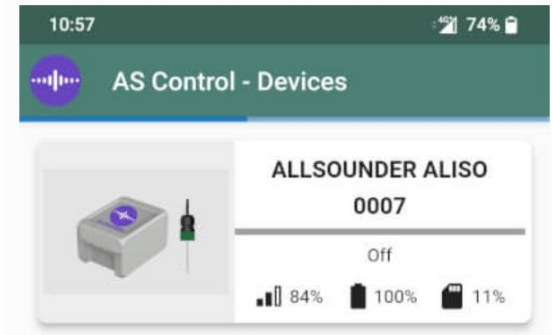 10:57 4G 74%
AS Control - Devices
ALLSOUNDER ALISO
0007
Off
84% 100% 11%